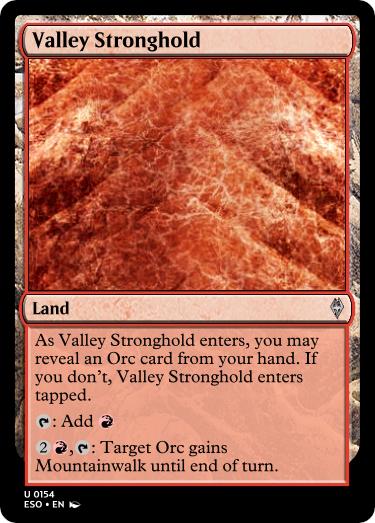 Valley Stronghold
Land
As Valley Stronghold enters, you may
reveal an Orc card from your hand. If
you don't, Valley Stronghold enters
tapped.
: Add
2 , : Target Orc gains
Mountainwalk until end of turn.
U 0154
ESO • EN